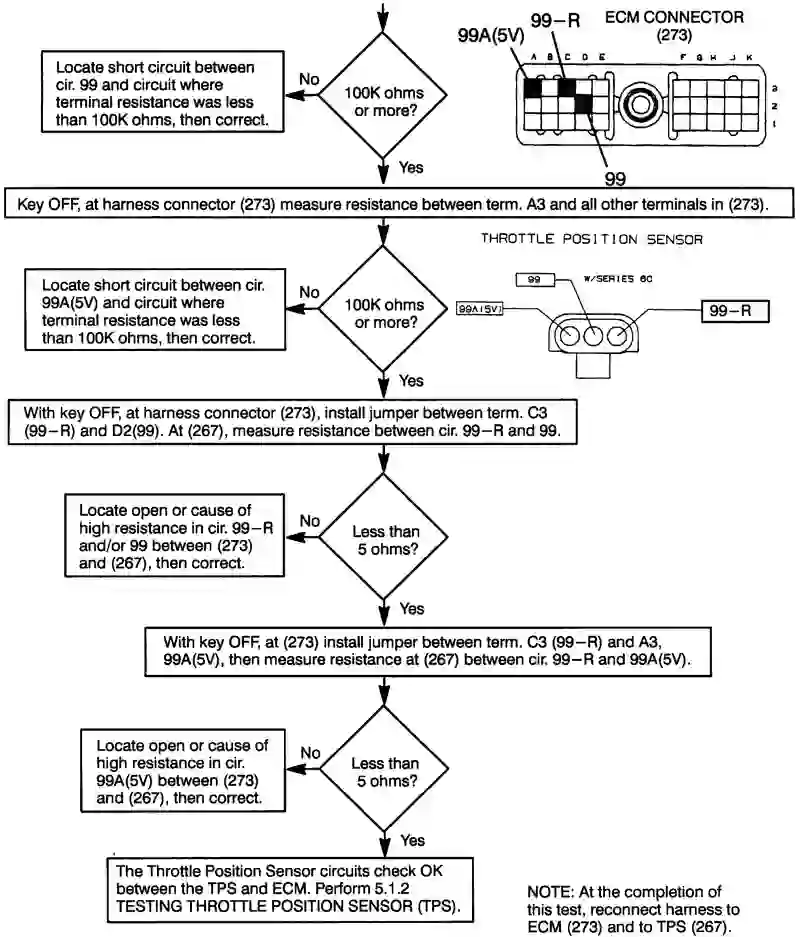 99A(5V)
99-R
ECM CONNECTOR
(273)
A B C D E
F G H J K
3
2
1
99
Locate short circuit between
cir. 99 and circuit where
terminal resistance was less
than 100K ohms, then correct.
No
100K ohms
or more?
Yes
Key OFF, at harness connector (273) measure resistance between term. A3 and all other terminals in (273).
THROTTLE POSITION SENSOR
99
W/SERIES 60
99A(5V)
99-R
Locate short circuit between cir.
99A(5V) and circuit where
terminal resistance was less
than 100K ohms, then correct.
No
100K ohms
or more?
Yes
With key OFF, at harness connector (273), install jumper between term. C3
(99-R) and D2(99). At (267), measure resistance between cir. 99-R and 99.
Locate open or cause of
high resistance in cir. 99-R
and/or 99 between (273)
and (267), then correct.
No
Less than
5 ohms?
Yes
With key OFF, at (273) install jumper between term. C3 (99-R) and A3,
99A(5V), then measure resistance at (267) between cir. 99-R and 99A(5V).
Locate open or cause of
high resistance in cir.
99A(5V) between (273)
and (267), then correct.
No
Less than
5 ohms?
Yes
The Throttle Position Sensor circuits check OK
between the TPS and ECM. Perform 5.1.2
TESTING THROTTLE POSITION SENSOR (TPS).
NOTE: At the completion of
this test, reconnect harness to
ECM (273) and to TPS (267).